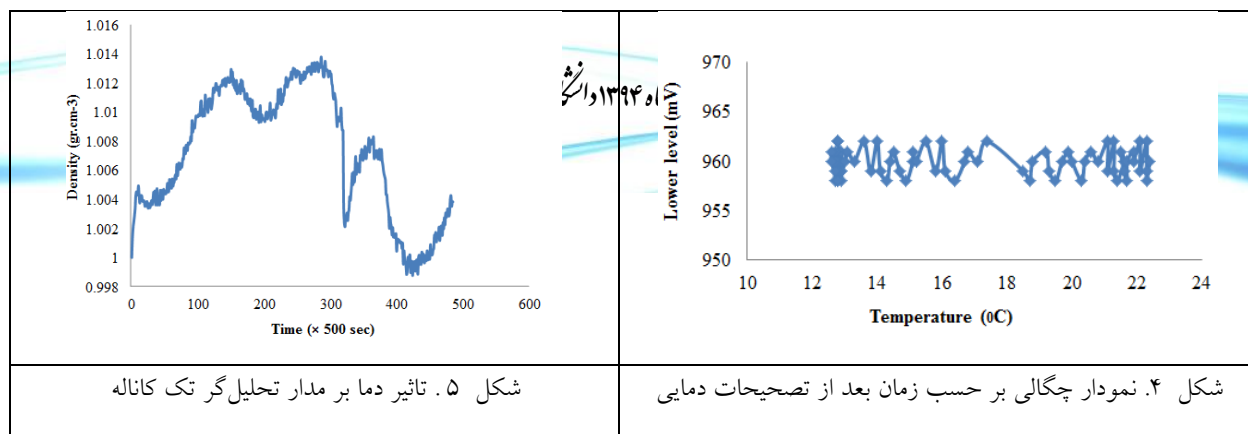 1.016
1.014
1.012
1.01
1.008
1.006
1.004
1.002
1
0.998
Density (gr.cm-3)
0 100 200 300 400 500 600
Time (× 500 sec)
اه ۱۳۹۴دانشگا
970
965
960
955
950
Lower level (mV)
10 12 14 16 18 20 22 24
Temperature (0C)
شکل ۴. نمودار چگالی بر حسب زمان بعد از تصحیحات دمایی
شکل ۵. تاثیر دما بر مدار تحلیل‌گر تک کاناله